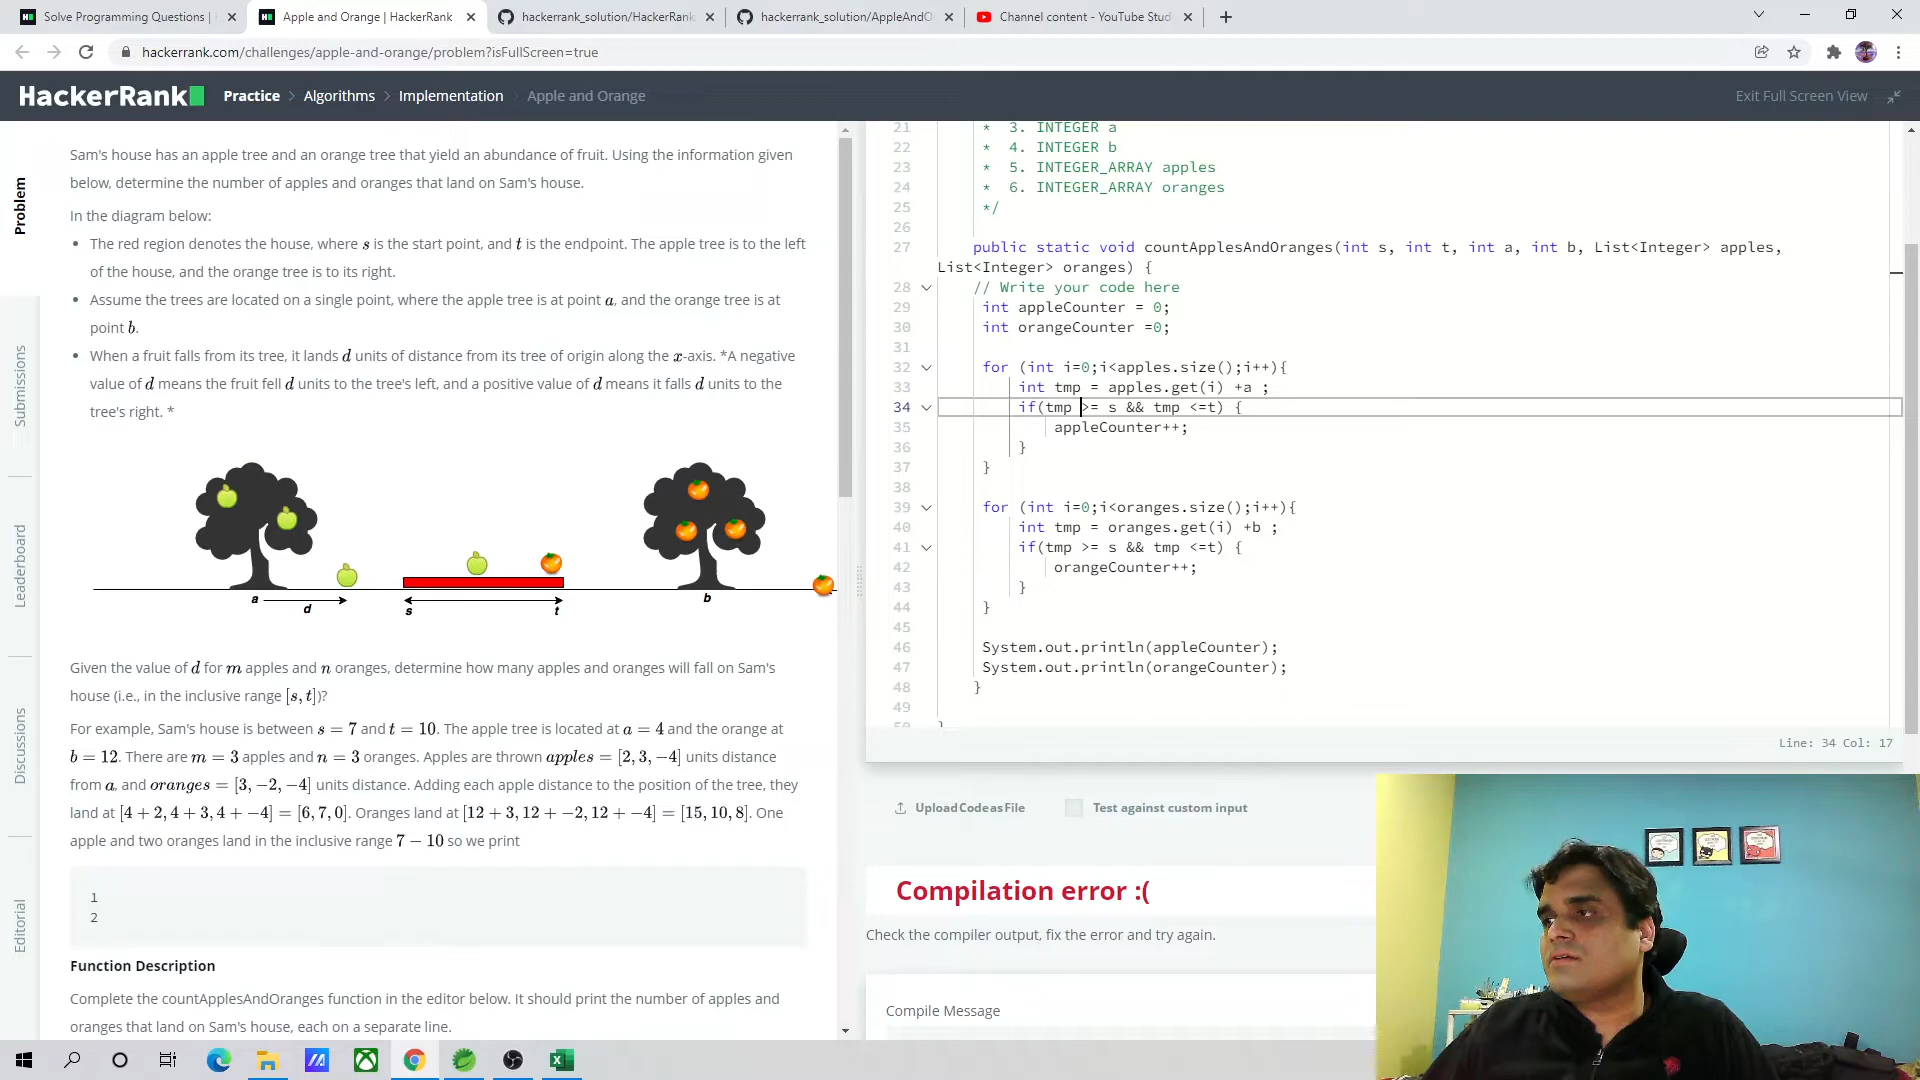 Solve Programming Questions |
Apple and Orange | HackerRank
hackerrank_solution/HackerRank
hackerrank_solution/AppleAndO
Channel content - YouTube Stud
hackerrank.com/challenges/apple-and-orange/problem?isFullScreen=true
HackerRank
Practice > Algorithms > Implementation > Apple and Orange
Exit Full Screen View
Problem
Submissions
Leaderboard
Discussions
Editorial
Sam's house has an apple tree and an orange tree that yield an abundance of fruit. Using the information given
below, determine the number of apples and oranges that land on Sam's house.
In the diagram below:
• The red region denotes the house, where s is the start point, and t is the endpoint. The apple tree is to the left
of the house, and the orange tree is to its right.
• Assume the trees are located on a single point, where the apple tree is at point a, and the orange tree is at
point b.
• When a fruit falls from its tree, it lands d units of distance from its tree of origin along the x-axis. *A negative
value of d means the fruit fell d units to the tree's left, and a positive value of d means it falls d units to the
tree's right. *
a
d
s
t
b
Given the value of d for m apples and n oranges, determine how many apples and oranges will fall on Sam's
house (i.e., in the inclusive range [s, t])?
For example, Sam's house is between s = 7 and t = 10. The apple tree is located at a = 4 and the orange at
b = 12. There are m = 3 apples and n = 3 oranges. Apples are thrown apples = [2, 3, −4] units distance
from a, and oranges = [3, −2, −4] units distance. Adding each apple distance to the position of the tree, they
land at [4 + 2, 4 + 3, 4 + −4] = [6, 7, 0]. Oranges land at [12 + 3, 12 + −2, 12 + −4] = [15, 10, 8]. One
apple and two oranges land in the inclusive range 7 − 10 so we print
1
2
Function Description
Complete the countApplesAndOranges function in the editor below. It should print the number of apples and
oranges that land on Sam's house, each on a separate line.
21 * 3. INTEGER a
22 * 4. INTEGER b
23 * 5. INTEGER_ARRAY apples
24 * 6. INTEGER_ARRAY oranges
25 */
26
27 public static void countApplesAndOranges(int s, int t, int a, int b, List<Integer> apples,
List<Integer> oranges) {
28 // Write your code here
29 int appleCounter = 0;
30 int orangeCounter =0;
31
32 for (int i=0;i<apples.size();i++){
33 int tmp = apples.get(i) +a ;
34 if(tmp >= s && tmp <=t) {
35 appleCounter++;
36 }
37 }
38
39 for (int i=0;i<oranges.size();i++){
40 int tmp = oranges.get(i) +b ;
41 if(tmp >= s && tmp <=t) {
42 orangeCounter++;
43 }
44 }
45
46 System.out.println(appleCounter);
47 System.out.println(orangeCounter);
48 }
49
50 }
Line: 34 Col: 17
Upload Code as File
Test against custom input
Compilation error :(
Check the compiler output, fix the error and try again.
Compile Message